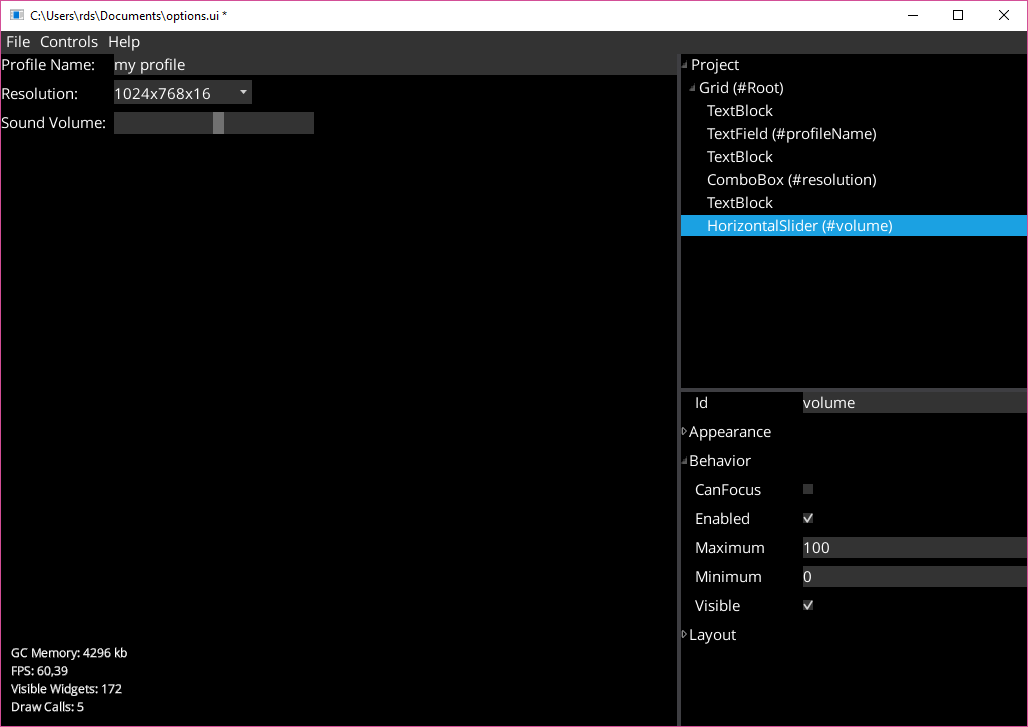 C:\Users\rds\Documents\options.ui *
File Controls Help
Profile Name: my profile
Resolution: 1024x768x16
Sound Volume:
Project
Grid (#Root)
TextBlock
TextField (#profileName)
TextBlock
ComboBox (#resolution)
TextBlock
HorizontalSlider (#volume)
Id volume
Appearance
Behavior
CanFocus
Enabled
Maximum 100
Minimum 0
Visible
Layout
GC Memory: 4296 kb
FPS: 60,39
Visible Widgets: 172
Draw Calls: 5